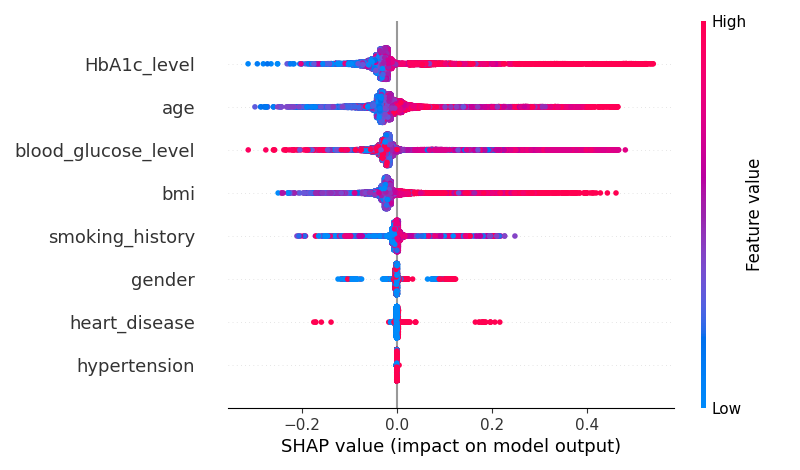 High
HbA1c_level
age
blood_glucose_level
bmi
smoking_history
gender
heart_disease
hypertension
Feature value
Low
−0.2 0.0 0.2 0.4
SHAP value (impact on model output)